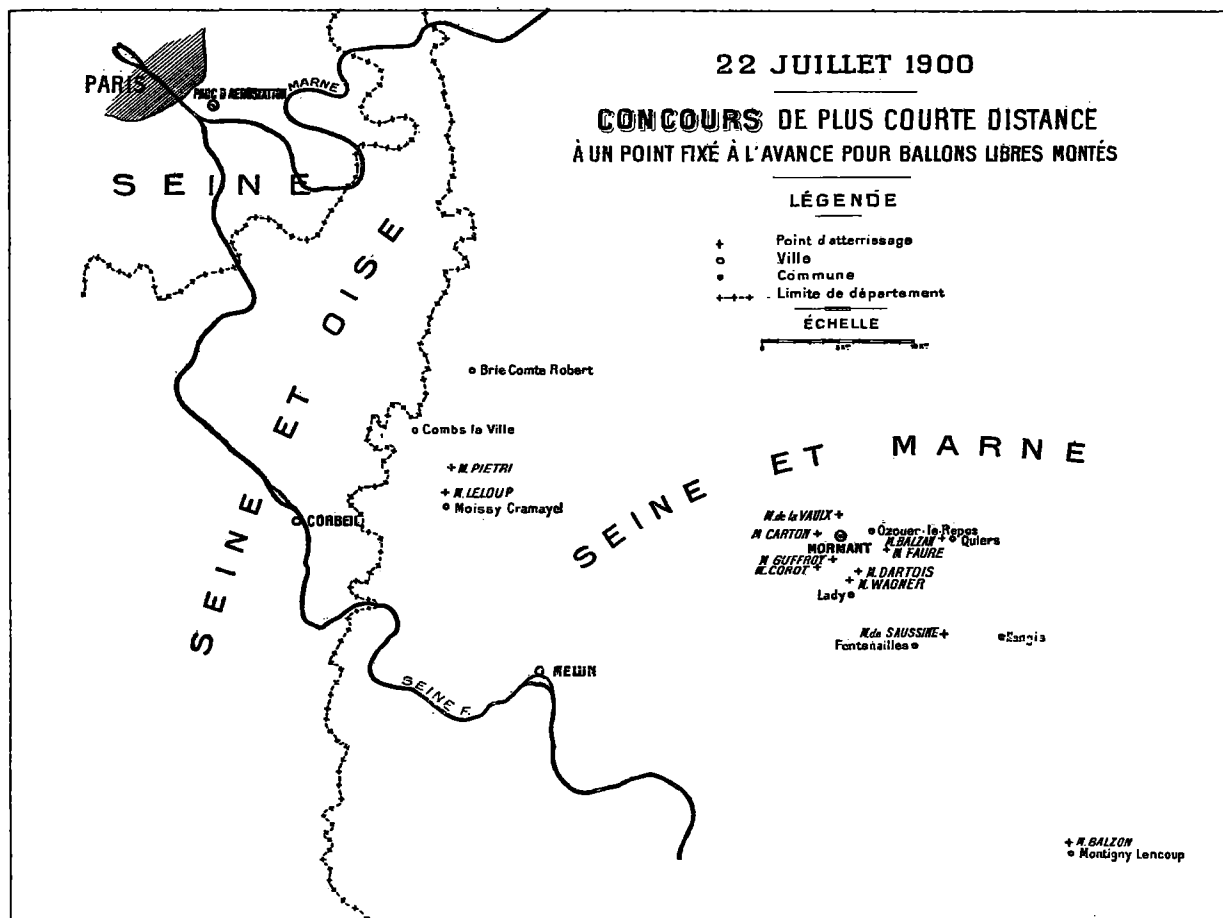 22 JUILLET 1900
CONCOURS DE PLUS COURTE DISTANCE
À UN POINT FIXÉ À L'AVANCE POUR BALLONS LIBRES MONTÉS
LÉGENDE
Point d'atterrissage
Ville
Commune
Limite de département
ÉCHELLE
PARIS
PARC D'AEROSTATION
MARNE
SEINE
SEINE ET OISE
Brie Comte Robert
Combs la Ville
M. PIETRI
M. LELOUP
Moissy Cramayel
CORBEIL
SEINE ET MARNE
M. de la VAULX
M CARTON
MORMANT
Ozouer-le-Repos
M. BALZAN
Quiers
M. FAURE
M GUFFROY
M. COROT
M. DARTOIS
M. WAGNER
Lady
M. de SAUSSINE
Fontenailles
Nangis
MELUN
SEINE F.
M. BALZON
Montigny Lencoup